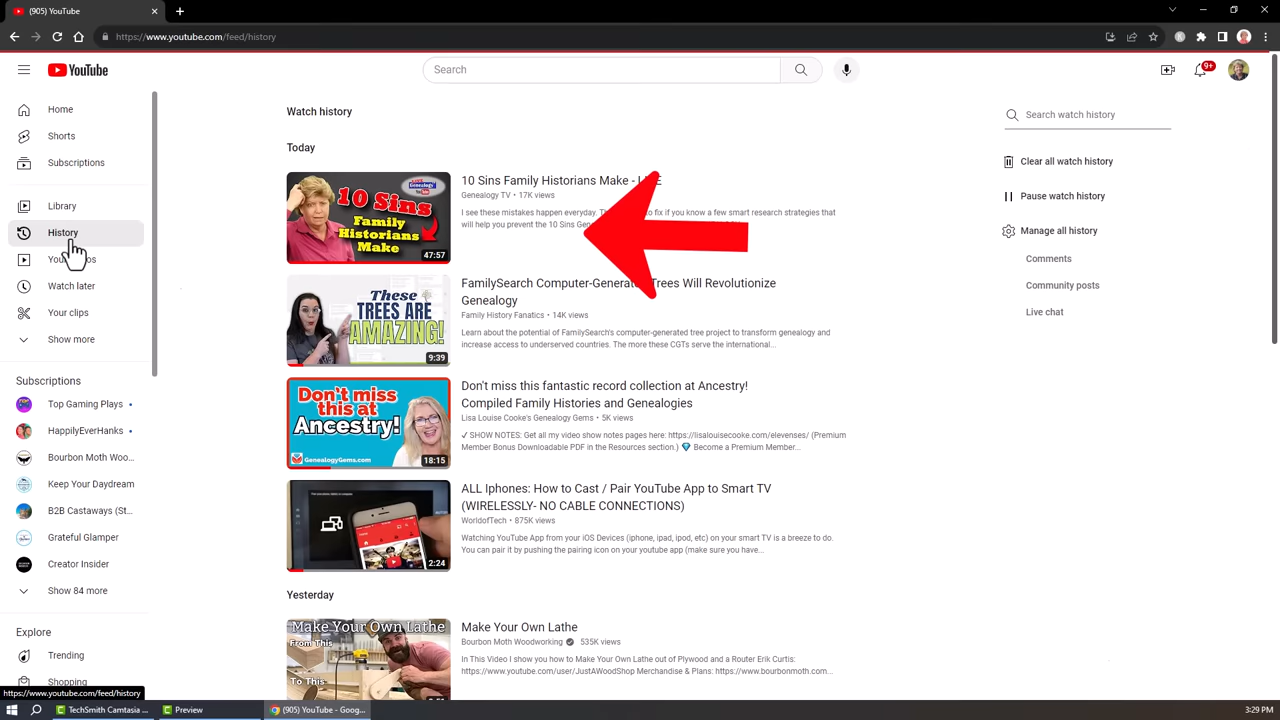 (905) YouTube
https://www.youtube.com/feed/history
YouTube
Search
9+
Home
Shorts
Subscriptions
Library
History
Watch later
Your clips
Show more
Subscriptions
Top Gaming Plays
HappilyEverHanks
Bourbon Moth Woo...
Keep Your Daydream
B2B Castaways (St...
Grateful Glamper
Creator Insider
Show 84 more
Explore
Trending
Shopping
https://www.youtube.com/feed/history
Watch history
Today
10 Sins
Family
Historians
Make
47:57
10 Sins Family Historians Make -
Genealogy TV • 17K views
I see these mistakes happen everyday. to fix if you know a few smart research strategies that
will help you prevent the 10 Sins
These
TREES ARE
AMAZING!
9:39
FamilySearch Computer-Generated Trees Will Revolutionize
Genealogy
Family History Fanatics • 14K views
Learn about the potential of FamilySearch's computer-generated tree project to transform genealogy and
increase access to underserved countries. The more these CGTs serve the international...
Don't miss
this at
Ancestry!
GenealogyGems.com
18:15
Don't miss this fantastic record collection at Ancestry!
Compiled Family Histories and Genealogies
Lisa Louise Cooke's Genealogy Gems • 5K views
✓ SHOW NOTES: Get all my video show notes pages here: https://lisalouisecooke.com/elevenses/ (Premium
Member Bonus Downloadable PDF in the Resources section.) 💎 Become a Premium Member...
2:24
ALL Iphones: How to Cast / Pair YouTube App to Smart TV
(WIRELESSLY- NO CABLE CONNECTIONS)
WorldofTech • 875K views
Watching YouTube App from your iOS Devices (iphone, ipad, ipod, etc) on your smart TV is a breeze to do.
You can pair it by pushing the pairing icon on your youtube app (make sure you have...
Yesterday
Make Your Own Lathe
From This
To This
Make Your Own Lathe
Bourbon Moth Woodworking 535K views
In This Video I show you how to Make Your Own Lathe out of Plywood and a Router Erik Curtis:
https://www.youtube.com/user/JustAWoodShop Merchandise & Plans: https://www.bourbonmoth.com...
Search watch history
Clear all watch history
Pause watch history
Manage all history
Comments
Community posts
Live chat
TechSmith Camtasia ...
Preview
(905) YouTube - Goog...
3:29 PM